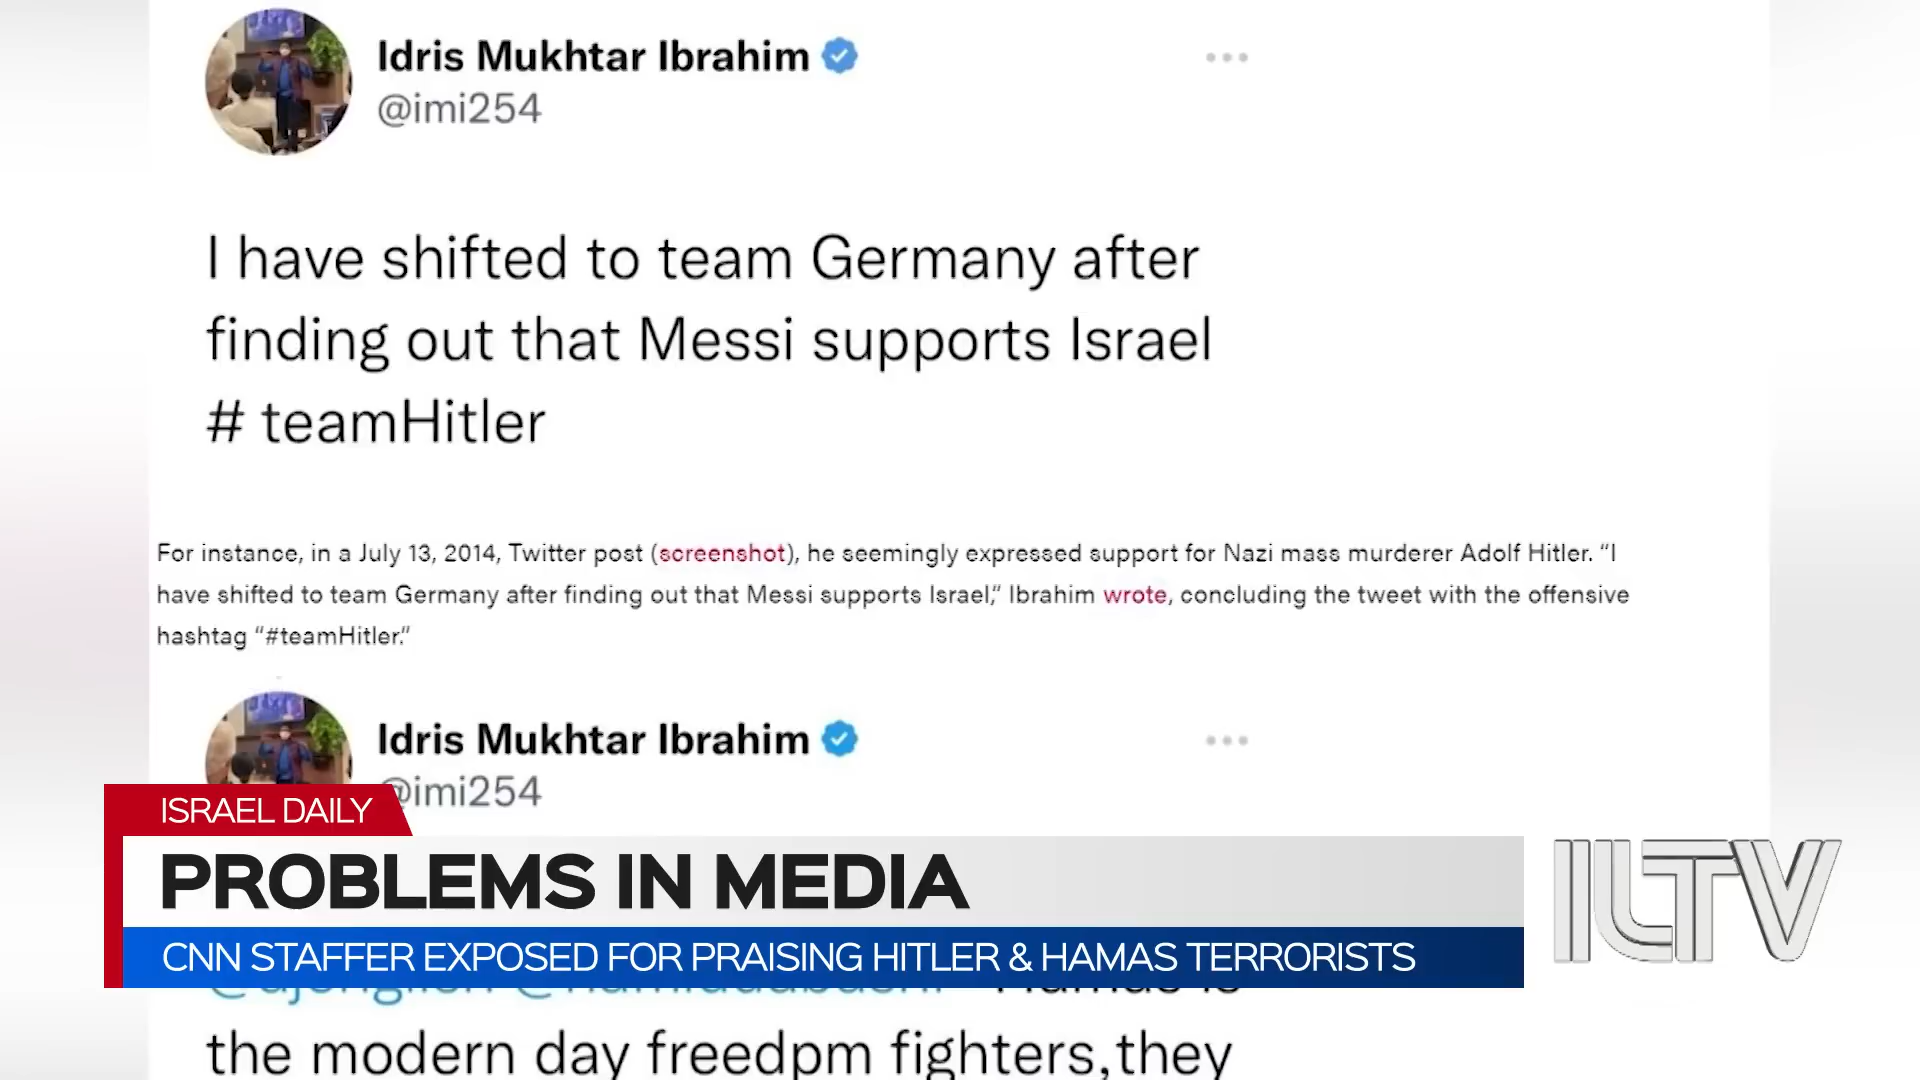 Idris Mukhtar Ibrahim
@imi254
I have shifted to team Germany after
finding out that Messi supports Israel
# teamHitler
For instance, in a July 13, 2014, Twitter post (screenshot), he seemingly expressed support for Nazi mass murderer Adolf Hitler. “I
have shifted to team Germany after finding out that Messi supports Israel,” Ibrahim wrote, concluding the tweet with the offensive
hashtag “#teamHitler.”
Idris Mukhtar Ibrahim
@imi254
ISRAEL DAILY
PROBLEMS IN MEDIA
CNN STAFFER EXPOSED FOR PRAISING HITLER & HAMAS TERRORISTS
ILTV
the modern day freedpm fighters,they